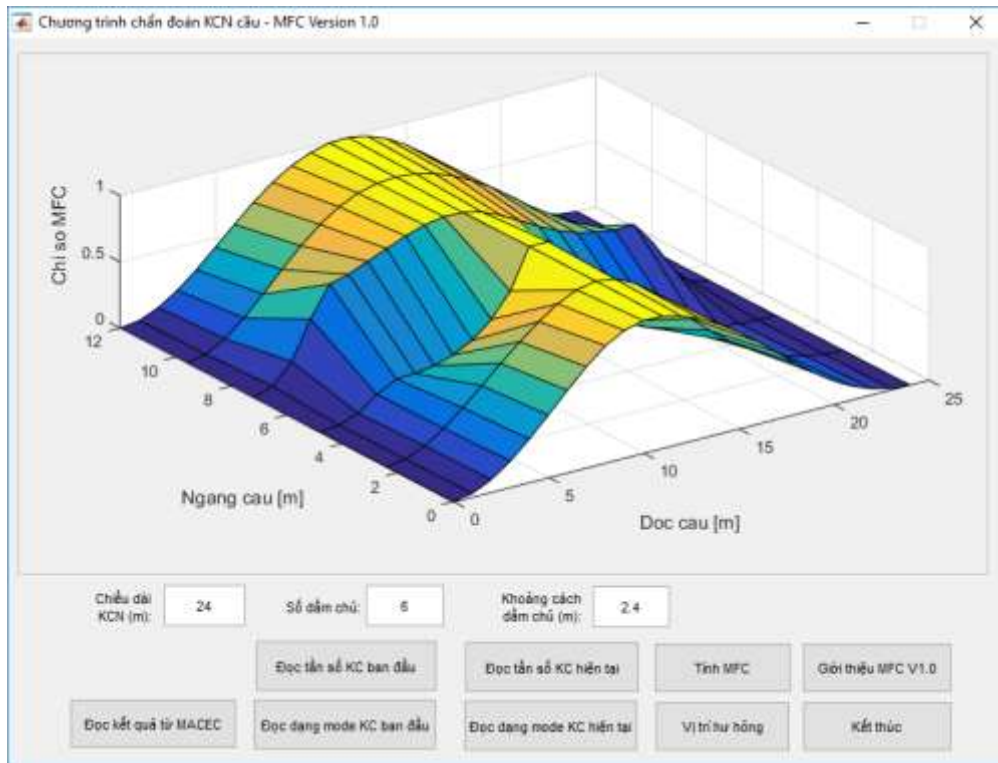 Chương trình chẩn đoán KCN cầu - MFC Version 1.0
Chi so MFC
1
0.5
0
12
10
8
6
4
2
0
Ngang cau [m]
0
5
10
15
20
25
Doc cau [m]
Chiều dài KCN (m):
24
Số dầm chủ:
6
Khoảng cách dầm chủ (m):
2.4
Đọc tần số KC ban đầu
Đọc tần số KC hiện tại
Tính MFC
Giới thiệu MFC V1.0
Đọc kết quả từ MACEC
Đọc dạng mode KC ban đầu
Đọc dạng mode KC hiện tại
Vị trí hư hỏng
Kết thúc